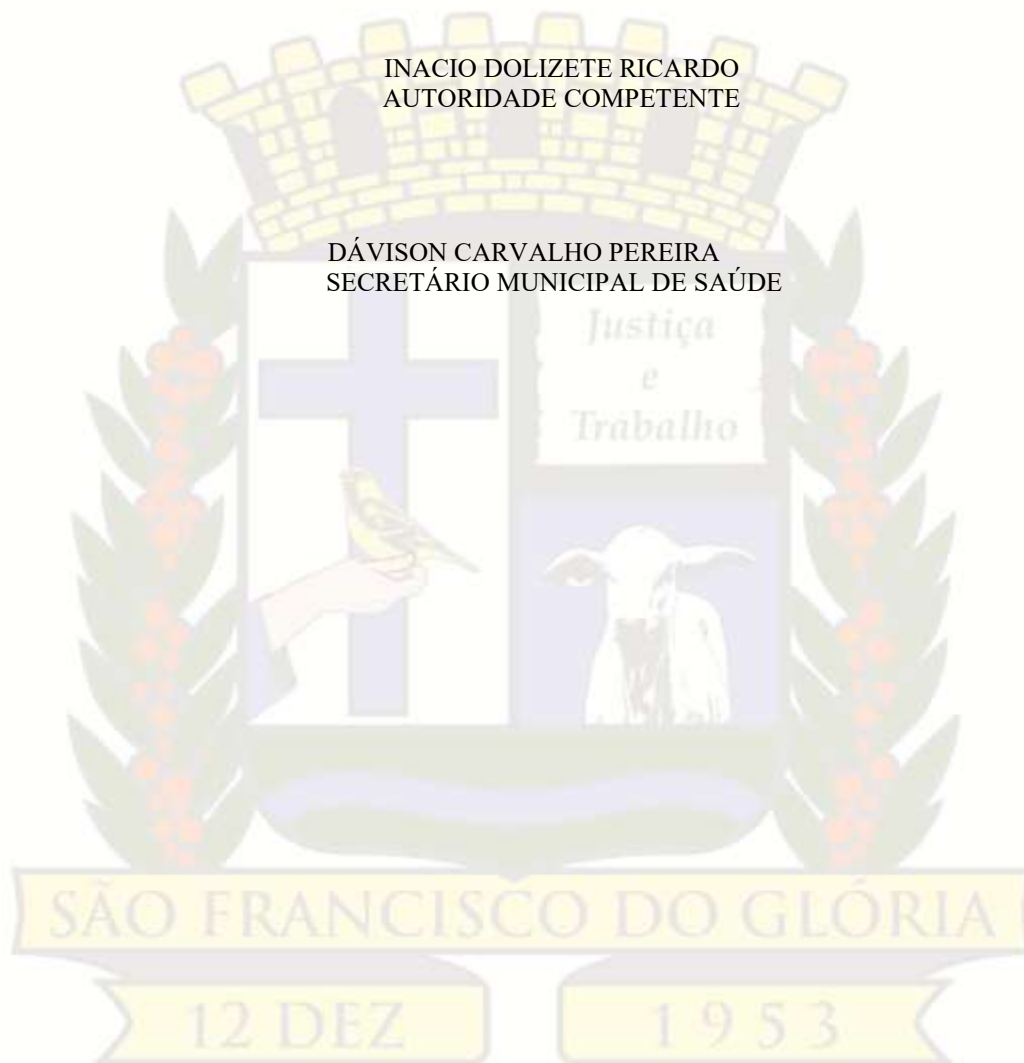 INACIO DOLIZETE RICARDO
AUTORIDADE COMPETENTE
DÁVISON CARVALHO PEREIRA
SECRETÁRIO MUNICIPAL DE SAÚDE
Justiça
e
Trabalho
SÃO FRANCISCO DO GLÓRIA
12 DEZ 1953